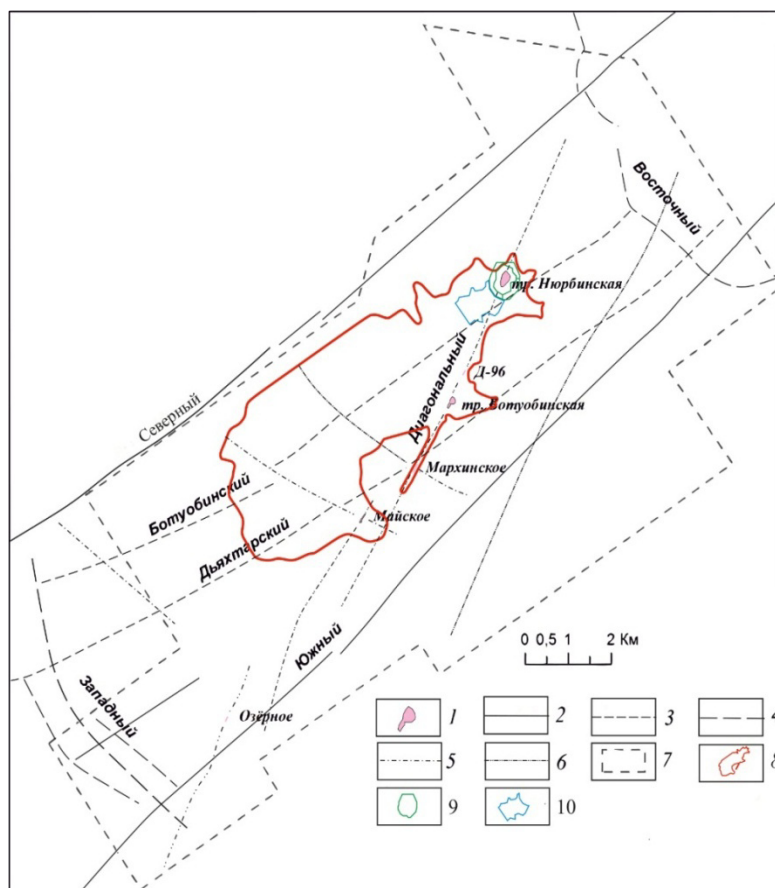 Восточный
тр. Нюрбинская
Диагональный
Д-96
тр. Ботуобинская
Северный
Мархинское
Ботуобинский
Майское
Дьяхтарский
Южный
0 0,5 1 2 Км
Западный
Озёрное
1 2 3 4
5 6 7 8
9 10